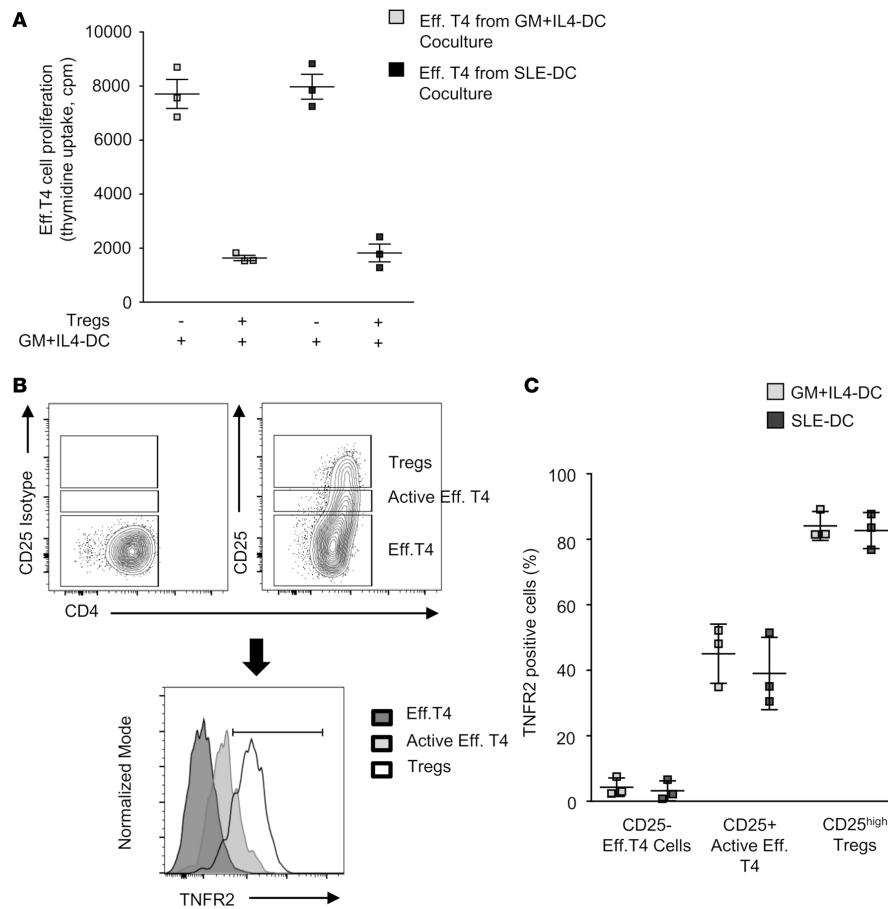 A
Eff. T4 from GM+IL4-DC
Coculture
Eff. T4 from SLE-DC
Coculture
Eff.T4 cell proliferation
(thymidine uptake, cpm)
10000
8000
6000
4000
2000
0
Tregs - + - +
GM+IL4-DC + + + +
B
CD25 Isotype
CD25
Tregs
Active Eff. T4
Eff.T4
CD4
Normalized Mode
TNFR2
Eff.T4
Active Eff. T4
Tregs
C
GM+IL4-DC
SLE-DC
TNFR2 positive cells (%)
100
80
60
40
20
0
CD25-
Eff.T4 Cells
CD25+
Active Eff.
T4
CD25high
Tregs